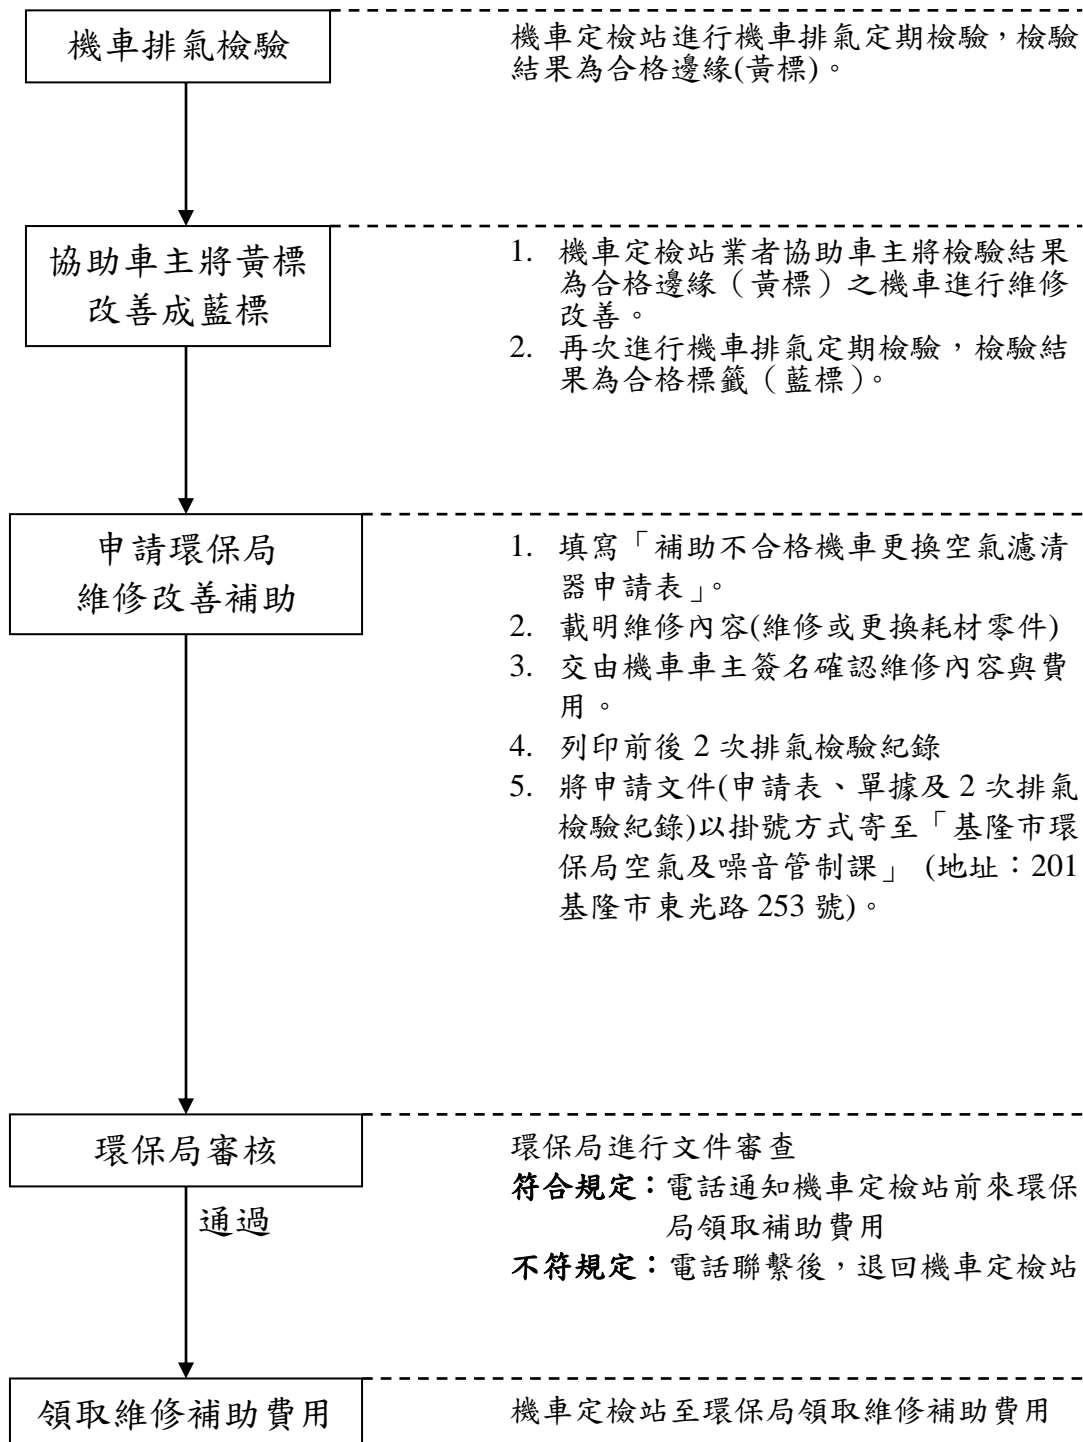 機車排氣檢驗
機車定檢站進行機車排氣定期檢驗，檢驗
結果為合格邊緣(黃標)。
協助車主將黃標
改善成藍標
1. 機車定檢站業者協助車主將檢驗結果
為合格邊緣（黃標）之機車進行維修
改善。
2. 再次進行機車排氣定期檢驗，檢驗結
果為合格標籤（藍標）。
申請環保局
維修改善補助
1. 填寫「補助不合格機車更換空氣濾清
器申請表」。
2. 載明維修內容(維修或更換耗材零件)
3. 交由機車車主簽名確認維修內容與費
用。
4. 列印前後 2 次排氣檢驗紀錄
5. 將申請文件(申請表、單據及 2 次排氣
檢驗紀錄)以掛號方式寄至「基隆市環
保局空氣及噪音管制課」 (地址：201
基隆市東光路 253 號)。
環保局審核
通過
環保局進行文件審查
符合規定：電話通知機車定檢站前來環保
局領取補助費用
不符規定：電話聯繫後，退回機車定檢站
領取維修補助費用
機車定檢站至環保局領取維修補助費用